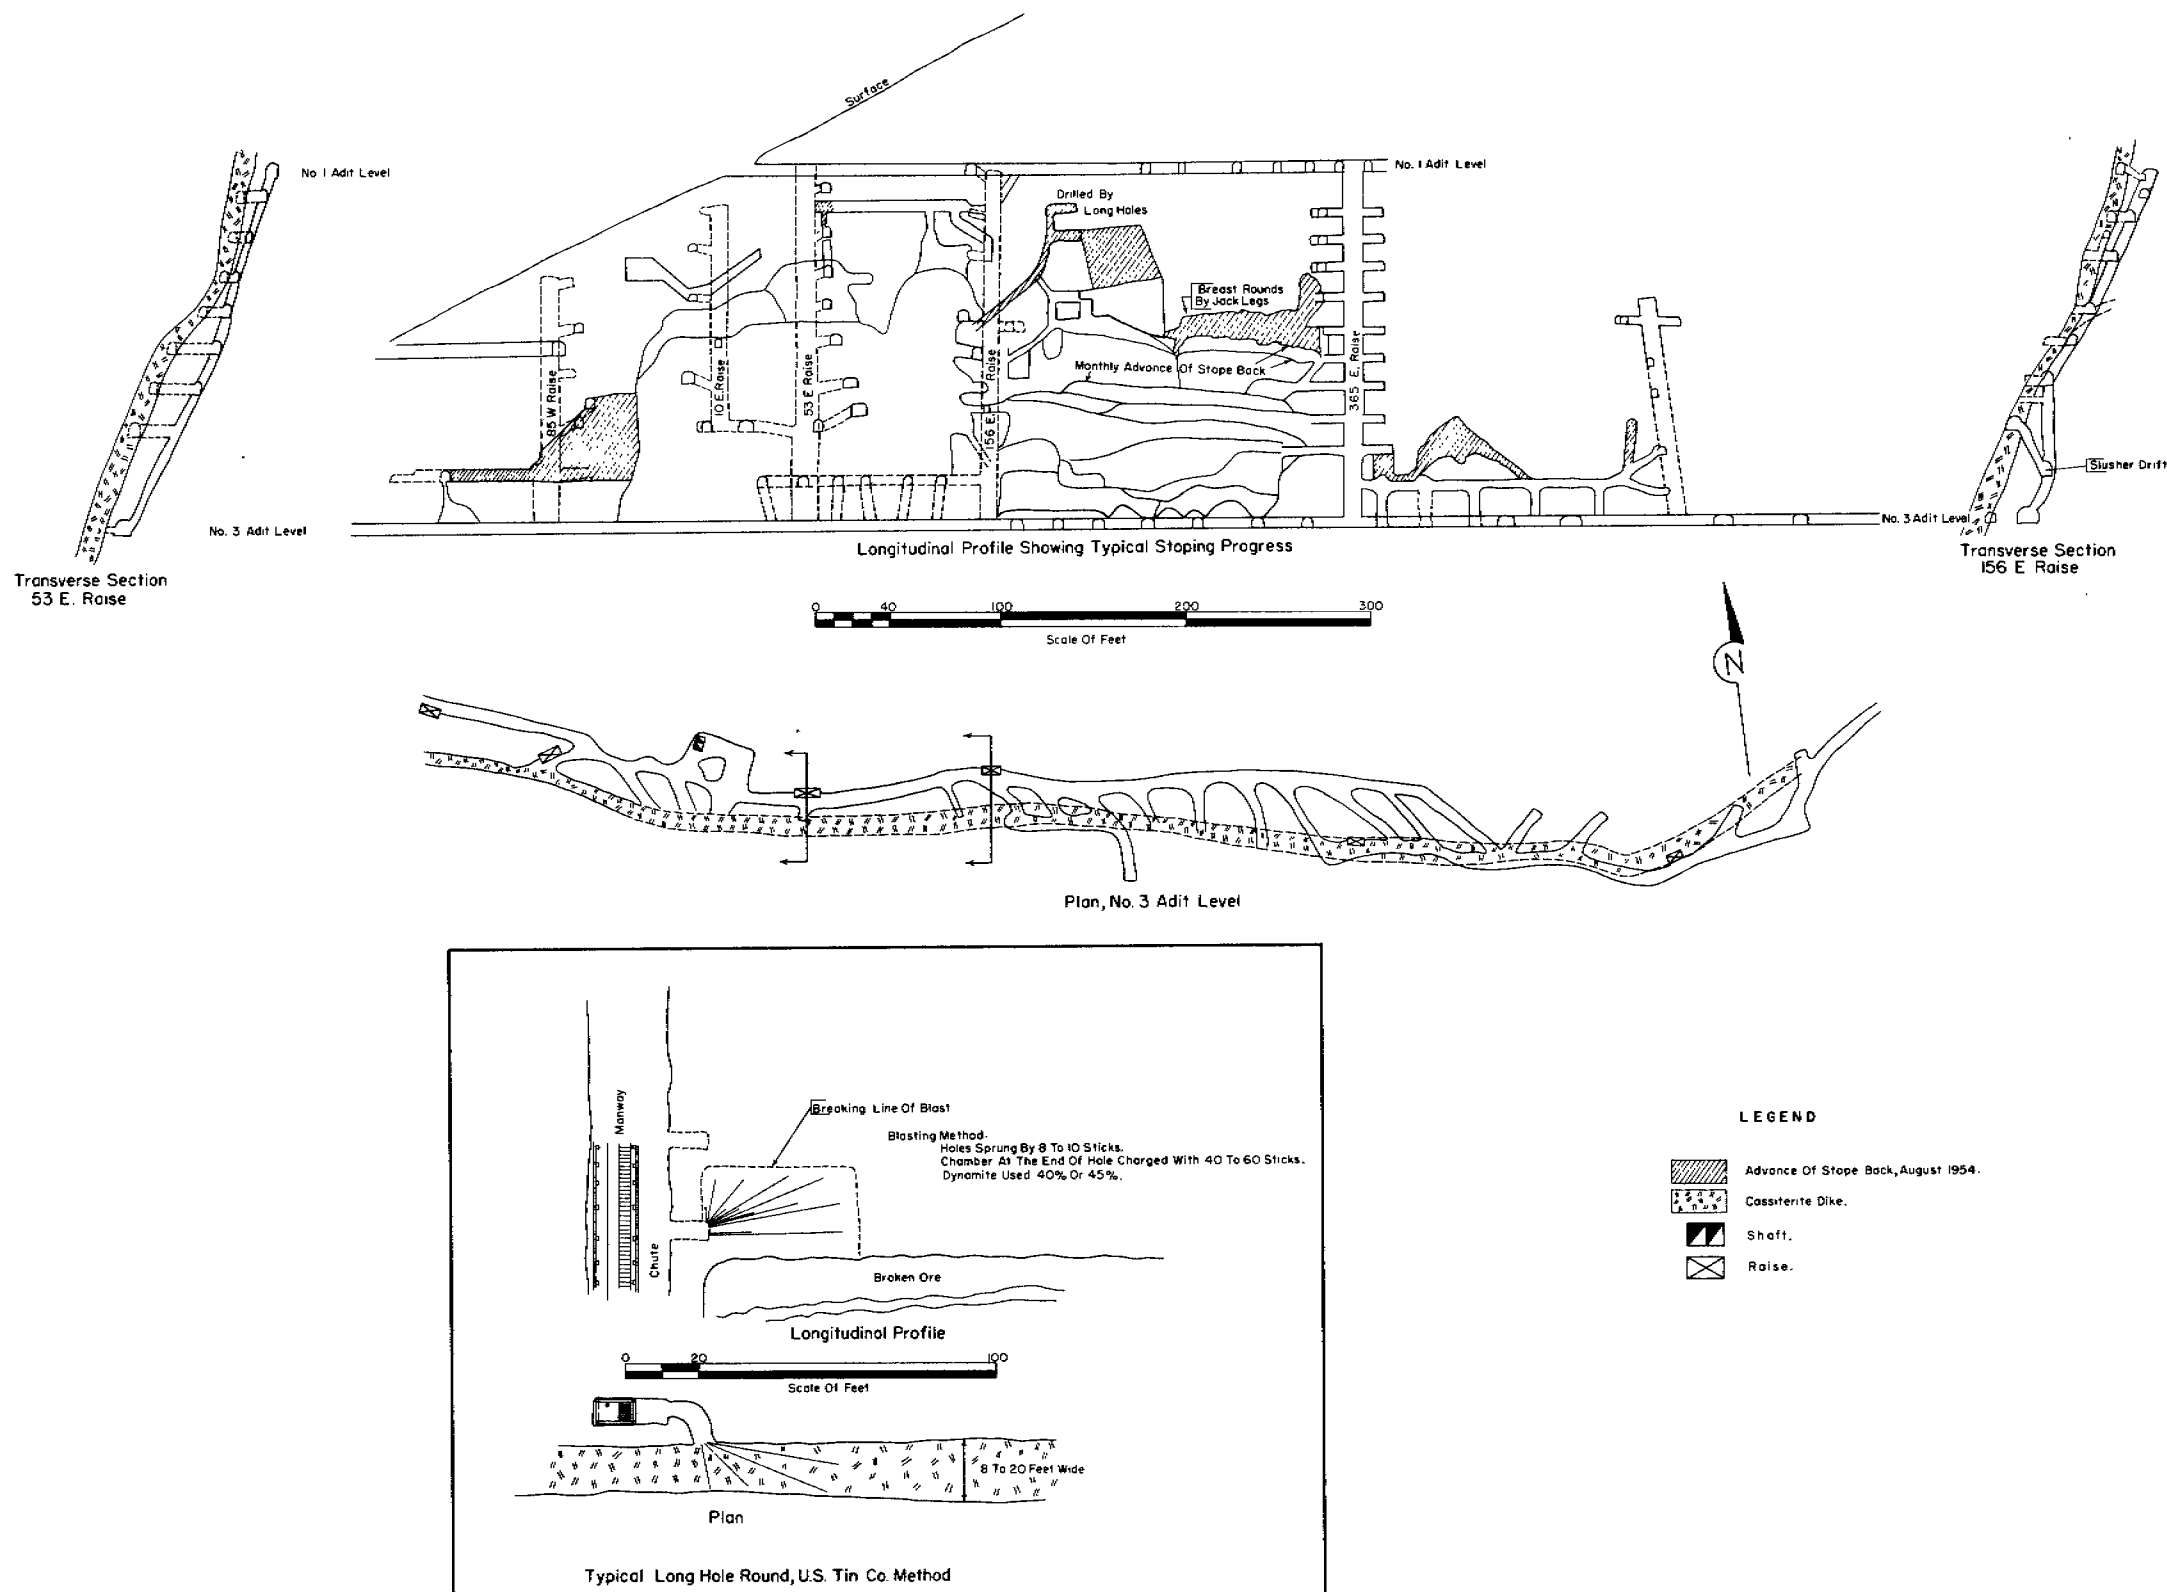 Surface
No. 1 Adit Level
No. 1 Adit Level
Drilled By
Long Holes
Breast Rounds
By Jack Legs
Monthly Advance Of Stope Back
85 W Raise
10 E. Raise
53 E Raise
156 E. Raise
365 E. Raise
Slusher Drift
No. 3 Adit Level
No. 3 Adit Level
Longitudinal Profile Showing Typical Stoping Progress
Transverse Section
53 E. Raise
Transverse Section
156 E Raise
0 40 100 200 300
Scale Of Feet
N
Plan, No. 3 Adit Level
Manway
Chute
Breaking Line Of Blast
Blasting Method-
Holes Sprung By 8 To 10 Sticks.
Chamber At The End Of Hole Charged With 40 To 60 Sticks.
Dynamite Used 40% Or 45%.
Broken Ore
Longitudinal Profile
0 20 100
Scale Of Feet
8 To 20 Feet Wide
Plan
Typical Long Hole Round, U.S. Tin Co. Method
LEGEND
Advance Of Stope Back, August 1954.
Cassiterite Dike.
Shaft.
Raise.